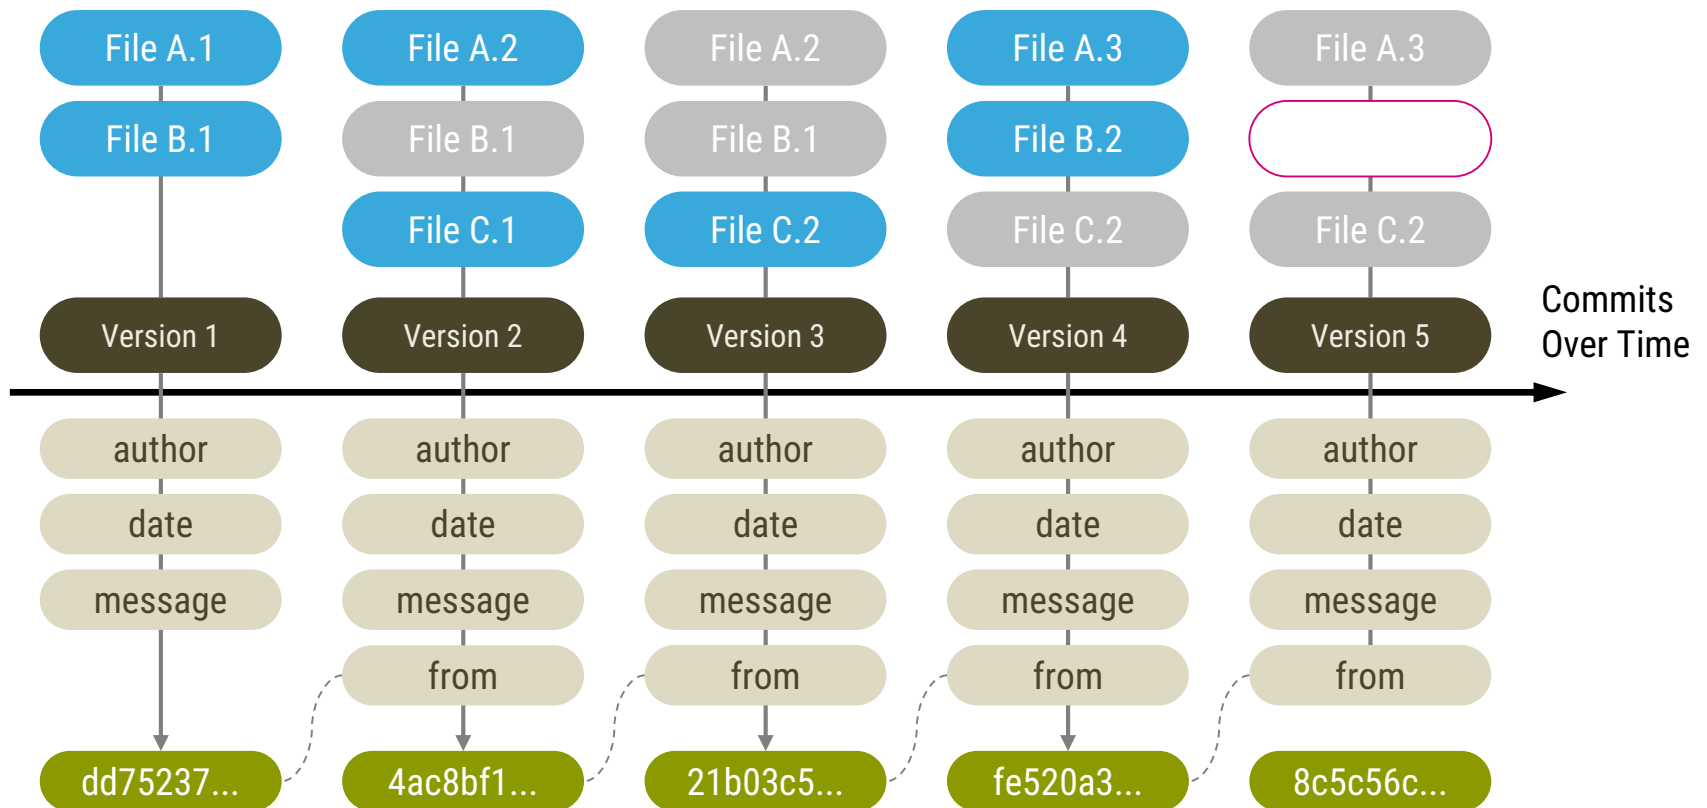 File A.1
File A.2
File A.2
File A.3
File A.3
File B.1
File B.1
File B.1
File B.2
File C.1
File C.2
File C.2
File C.2
Version 1
Version 2
Version 3
Version 4
Version 5
Commits
Over Time
author
author
author
author
author
date
date
date
date
date
message
message
message
message
message
from
from
from
from
dd75237...
4ac8bf1...
21b03c5...
fe520a3...
8c5c56c...